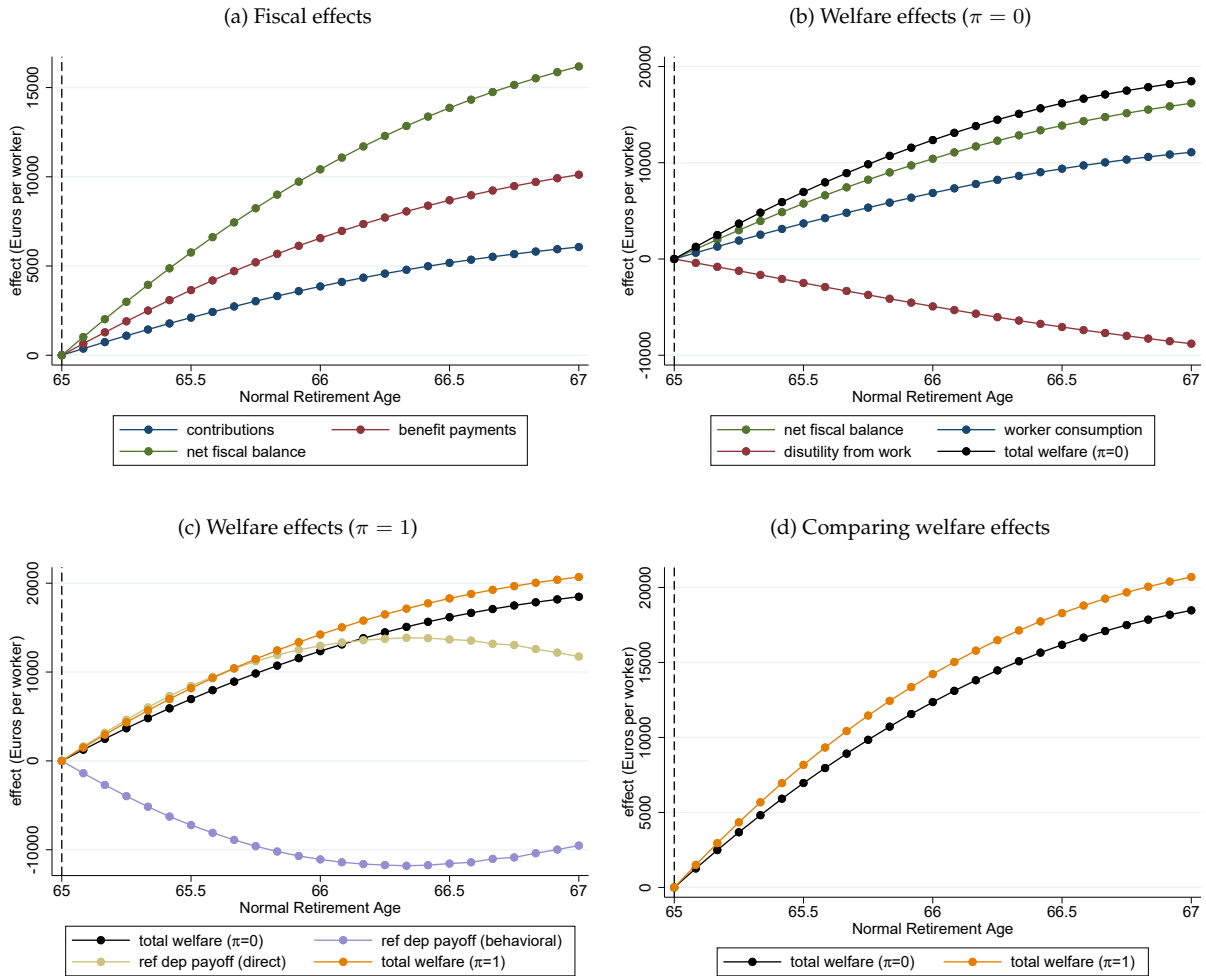 (a) Fiscal effects
effect (Euros per worker)
15000
10000
5000
0
65 65.5 66 66.5 67
Normal Retirement Age
contributions benefit payments
net fiscal balance
(b) Welfare effects (π = 0)
effect (Euros per worker)
20000
10000
0
-10000
65 65.5 66 66.5 67
Normal Retirement Age
net fiscal balance worker consumption
disutility from work total welfare (π=0)
(c) Welfare effects (π = 1)
effect (Euros per worker)
20000
10000
0
-10000
65 65.5 66 66.5 67
Normal Retirement Age
total welfare (π=0) ref dep payoff (behavioral)
ref dep payoff (direct) total welfare (π=1)
(d) Comparing welfare effects
effect (Euros per worker)
20000
15000
10000
5000
0
65 65.5 66 66.5 67
Normal Retirement Age
total welfare (π=0) total welfare (π=1)